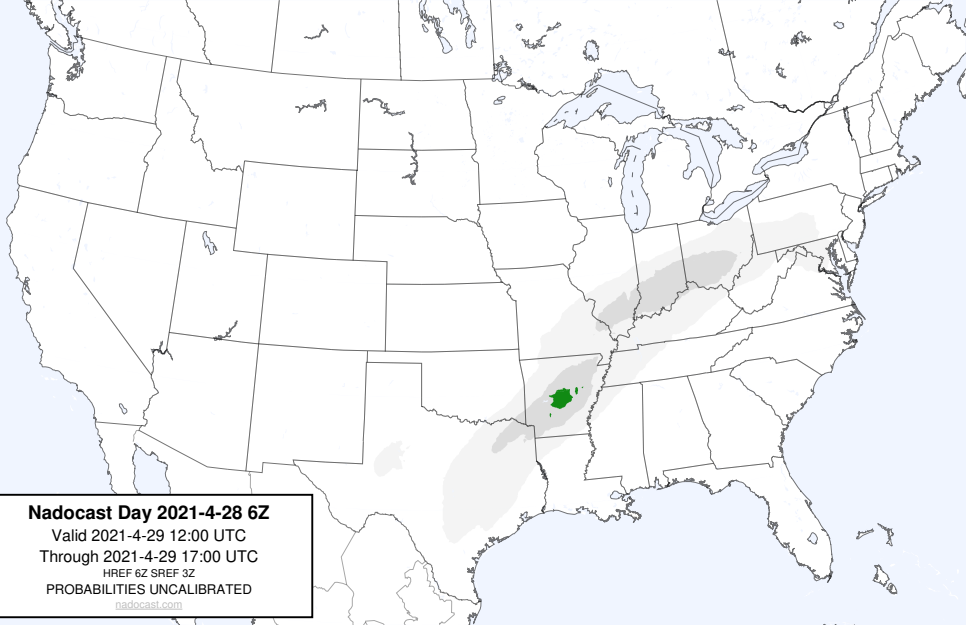 Nadocast Day 2021-4-28 6Z
Valid 2021-4-29 12:00 UTC
Through 2021-4-29 17:00 UTC
HREF 6Z SREF 3Z
PROBABILITIES UNCALIBRATED
nadocast.com